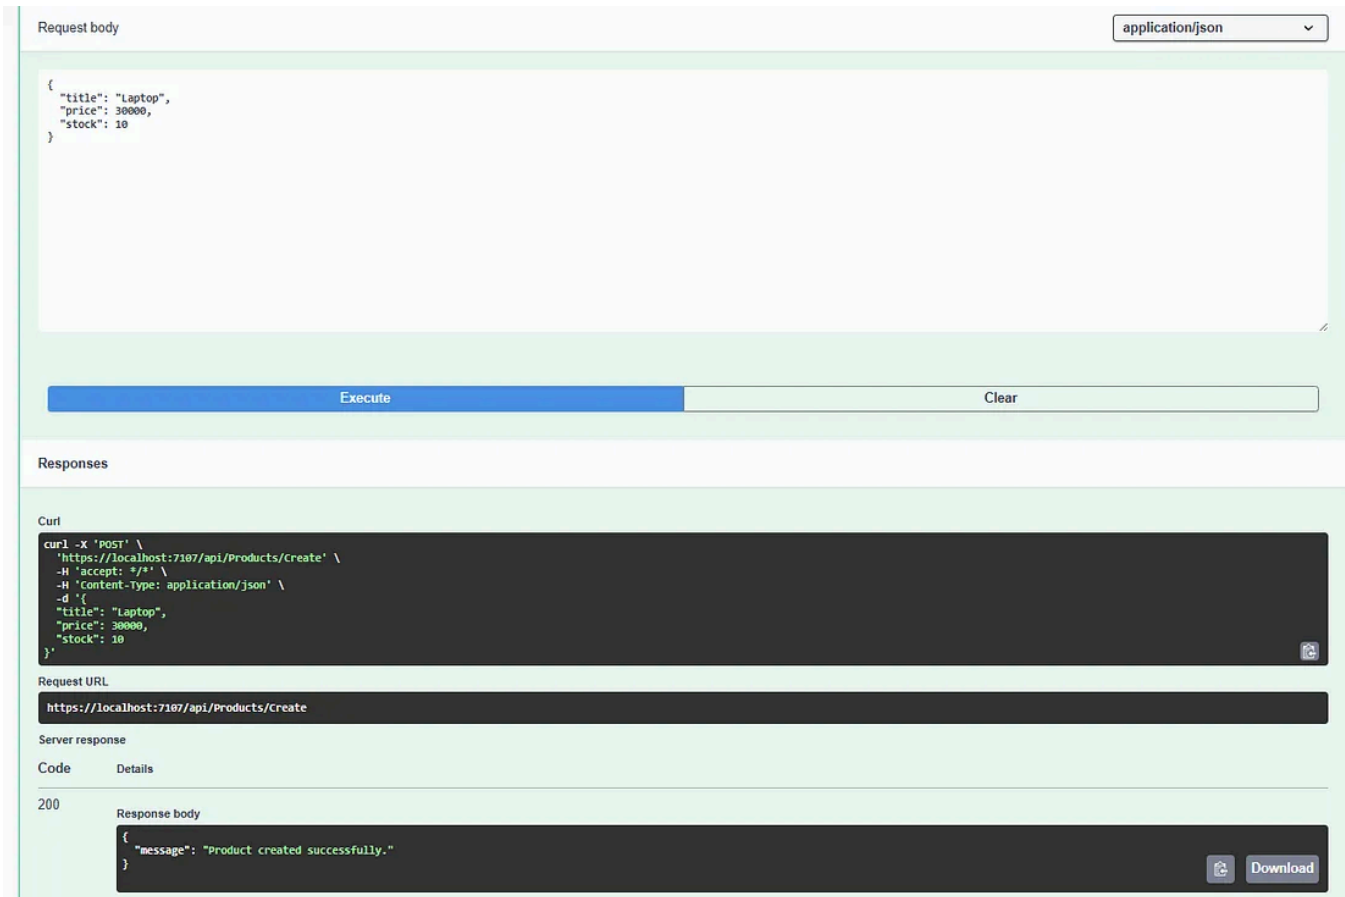 Request body
application/json
{
  "title": "Laptop",
  "price": 30000,
  "stock": 10
}
Execute
Clear
Responses
Curl
curl -X 'POST' \
  'https://localhost:7107/api/Products/Create' \
  -H 'accept: */*' \
  -H 'Content-Type: application/json' \
  -d '{
  "title": "Laptop",
  "price": 30000,
  "stock": 10
}'
Request URL
https://localhost:7107/api/Products/Create
Server response
Code Details
200
Response body
{
  "message": "Product created successfully."
}
Download